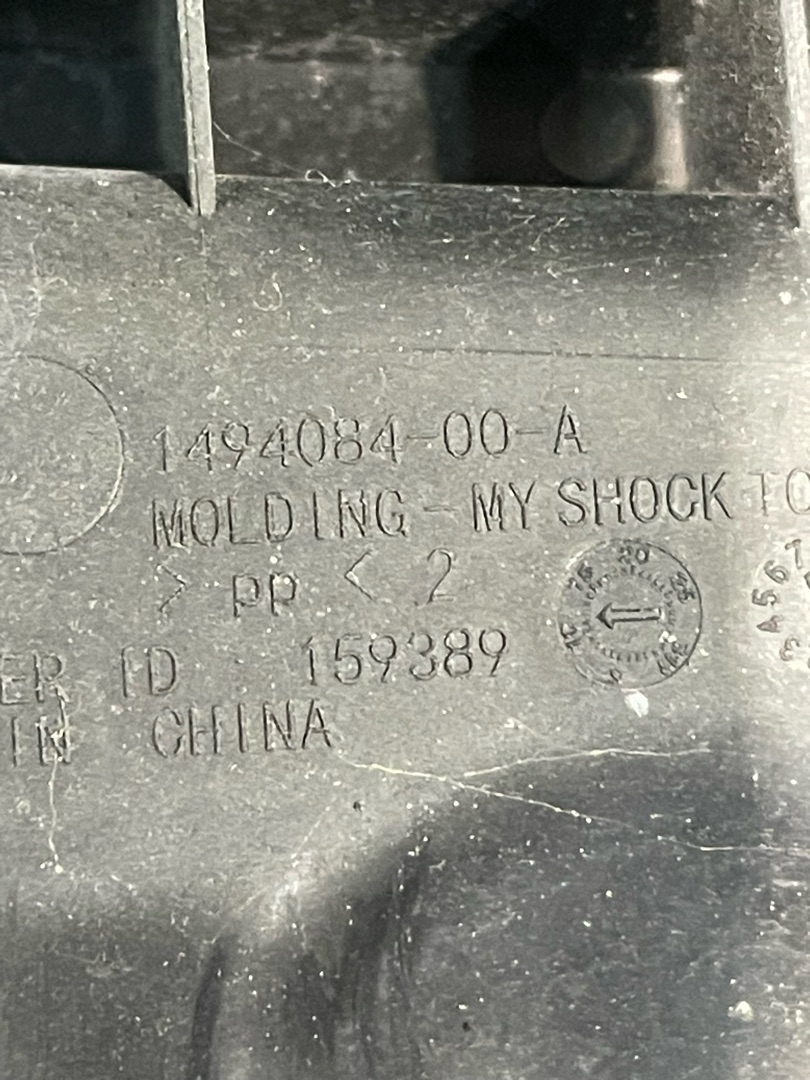 1494084-00-A
MOLDING-MY SHOCK TO
> PP < 2
ER ID 159389
IN CHINA